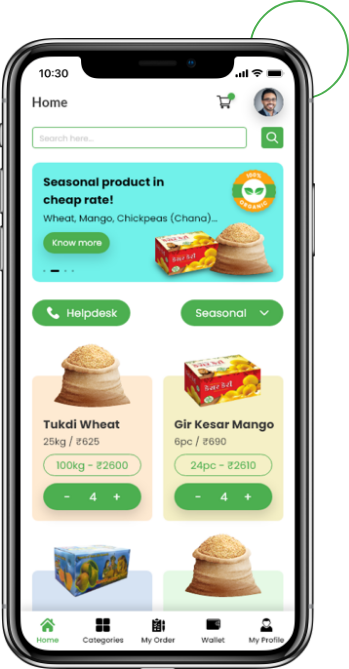 10:30
Home
Search here...
Seasonal product in
cheap rate!
Wheat, Mango, Chickpeas (Chana)...
Know more
100%
ORGANIC
Helpdesk
Seasonal
Tukdi Wheat
25kg / ₹625
100kg - ₹2600
- 4 +
Gir Kesar Mango
6pc / ₹690
24pc - ₹2610
- 4 +
Home
Categories
My Order
Wallet
My Profile